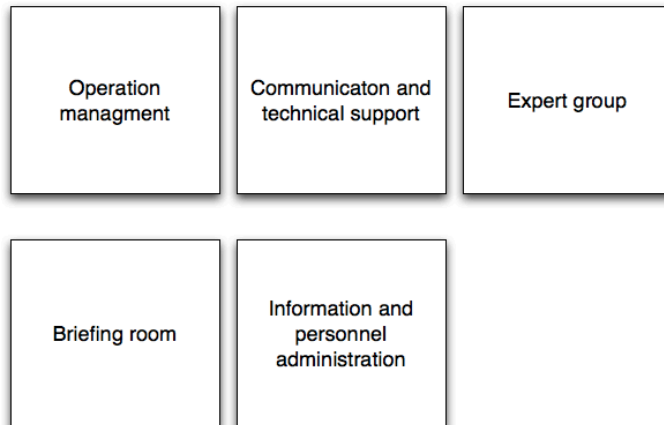 Operation
managment
Communicaton and
technical support
Expert group
Briefing room
Information and
personnel
administration